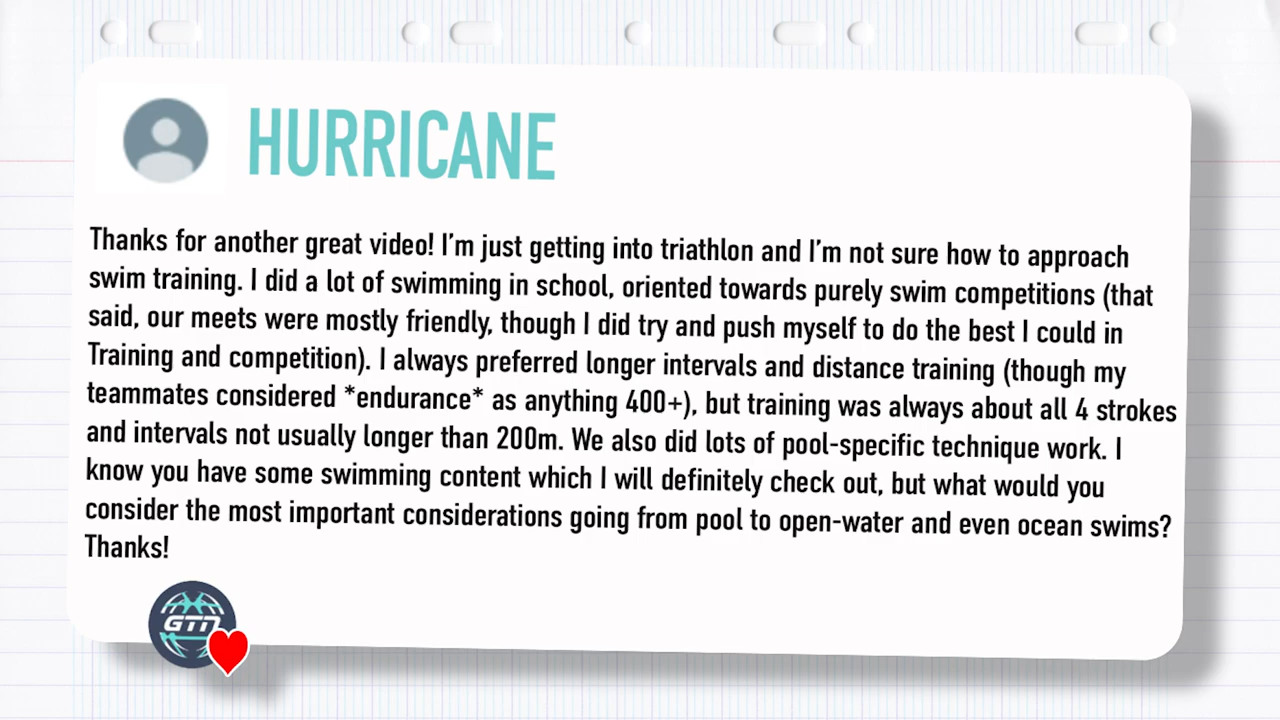 HURRICANE
Thanks for another great video! I'm just getting into triathlon and I'm not sure how to approach
swim training. I did a lot of swimming in school, oriented towards purely swim competitions (that
said, our meets were mostly friendly, though I did try and push myself to do the best I could in
Training and competition). I always preferred longer intervals and distance training (though my
teammates considered *endurance* as anything 400+), but training was always about all 4 strokes
and intervals not usually longer than 200m. We also did lots of pool-specific technique work. I
know you have some swimming content which I will definitely check out, but what would you
consider the most important considerations going from pool to open-water and even ocean swims?
Thanks!
GTN